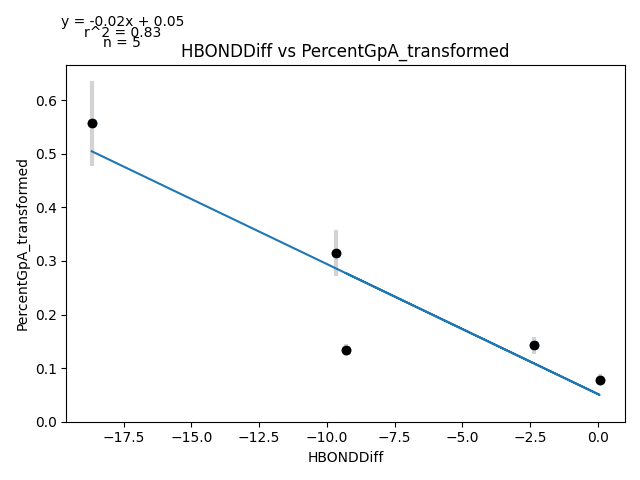 y = -0.02x + 0.05
r^2 = 0.83
n = 5
HBONDDiff vs PercentGpA_transformed
PercentGpA_transformed
0.6
0.5
0.4
0.3
0.2
0.1
0.0
−17.5 −15.0 −12.5 −10.0 −7.5 −5.0 −2.5 0.0
HBONDDiff